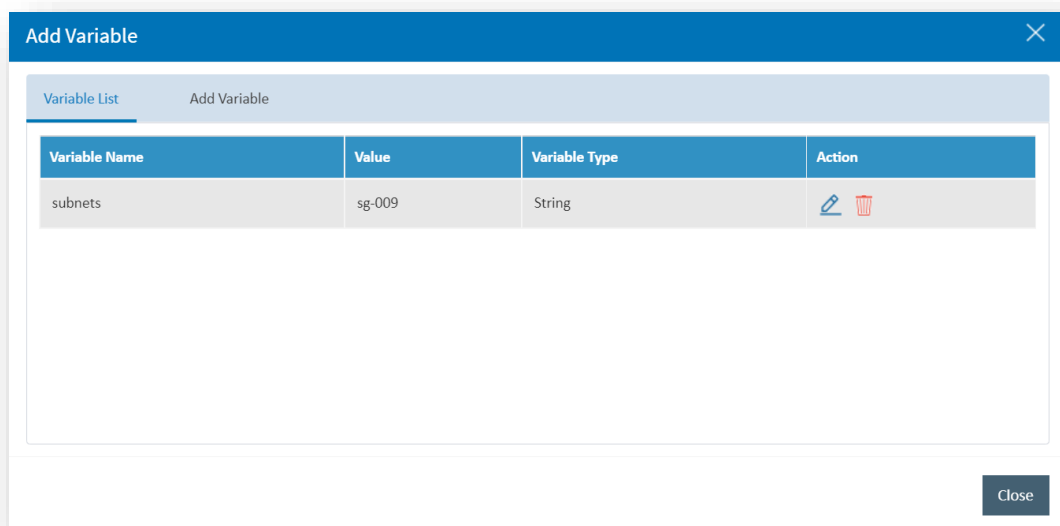 Add Variable
Variable List Add Variable
Variable Name Value Variable Type Action
subnets sg-009 String
Close